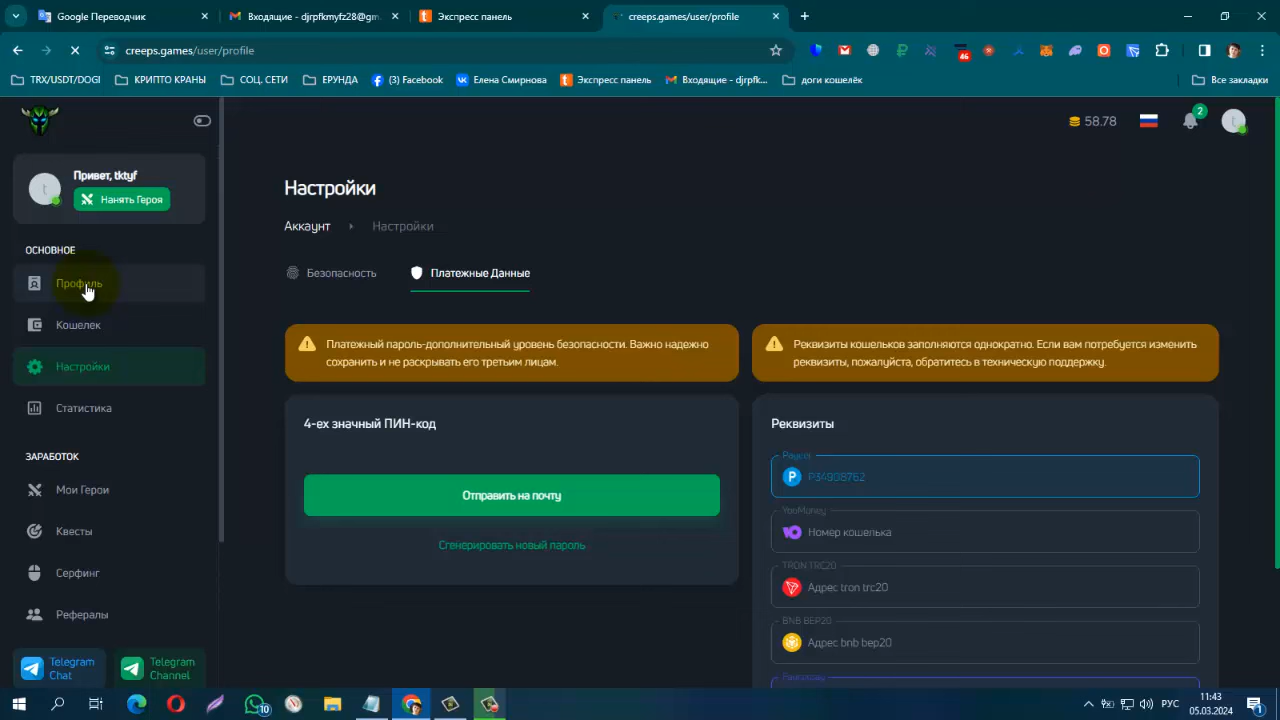 Google Переводчик
Входящие - djrpfkmyfz28@gm
Экспресс панель
creeps.games/user/profile
creeps.games/user/profile
46
TRX/USDT/DOGI
КРИПТО КРАНЫ
СОЦ. СЕТИ
ЕРУНДА
(3) Facebook
Елена Смирнова
Экспресс панель
Входящие - djrpfk...
доги кошелёк
Все закладки
58.78
2
t
t
Привет, tktyf
Нанять Героя
ОСНОВНОЕ
Профиль
Кошелек
Настройки
Статистика
ЗАРАБОТОК
Мои Герои
Квесты
Серфинг
Рефералы
Telegram
Chat
Telegram
Channel
Настройки
Аккаунт
Настройки
Безопасность
Платежные Данные
Платежный пароль-дополнительный уровень безопасности. Важно надежно
сохранить и не раскрывать его третьим лицам.
Реквизиты кошельков заполняются однократно. Если вам потребуется изменить
реквизиты, пожалуйста, обратитесь в техническую поддержку.
4-ех значный ПИН-код
Отправить на почту
Сгенерировать новый пароль
Реквизиты
Payeer
P34908762
YooMoney
Номер кошелька
TRON TRC20
Адрес tron trc20
BNB BEP20
Адрес bnb bep20
10
РУС
11:43
05.03.2024
1